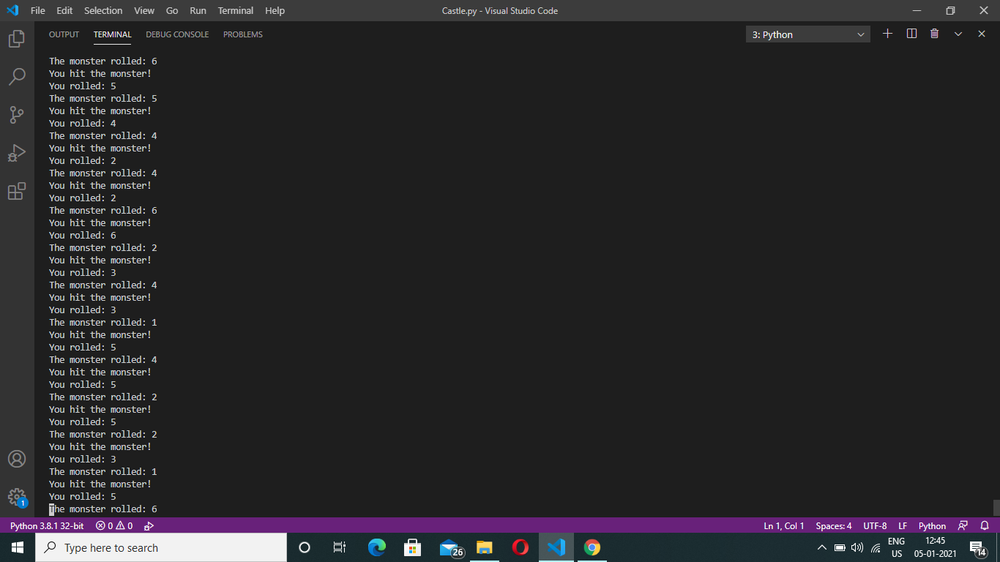 File Edit Selection View Go Run Terminal Help Castle.py - Visual Studio Code
OUTPUT TERMINAL DEBUG CONSOLE PROBLEMS 3: Python
The monster rolled: 6
You hit the monster!
You rolled: 5
The monster rolled: 5
You hit the monster!
You rolled: 4
The monster rolled: 4
You hit the monster!
You rolled: 2
The monster rolled: 4
You hit the monster!
You rolled: 2
The monster rolled: 6
You hit the monster!
You rolled: 6
The monster rolled: 2
You hit the monster!
You rolled: 3
The monster rolled: 4
You hit the monster!
You rolled: 3
The monster rolled: 1
You hit the monster!
You rolled: 5
The monster rolled: 4
You hit the monster!
You rolled: 5
The monster rolled: 2
You hit the monster!
You rolled: 5
The monster rolled: 2
You hit the monster!
You rolled: 3
The monster rolled: 1
You hit the monster!
You rolled: 5
The monster rolled: 6
1
Python 3.8.1 32-bit 0 0 Ln 1, Col 1 Spaces: 4 UTF-8 LF Python
Type here to search 26 ENG US 12:45 05-01-2021 14